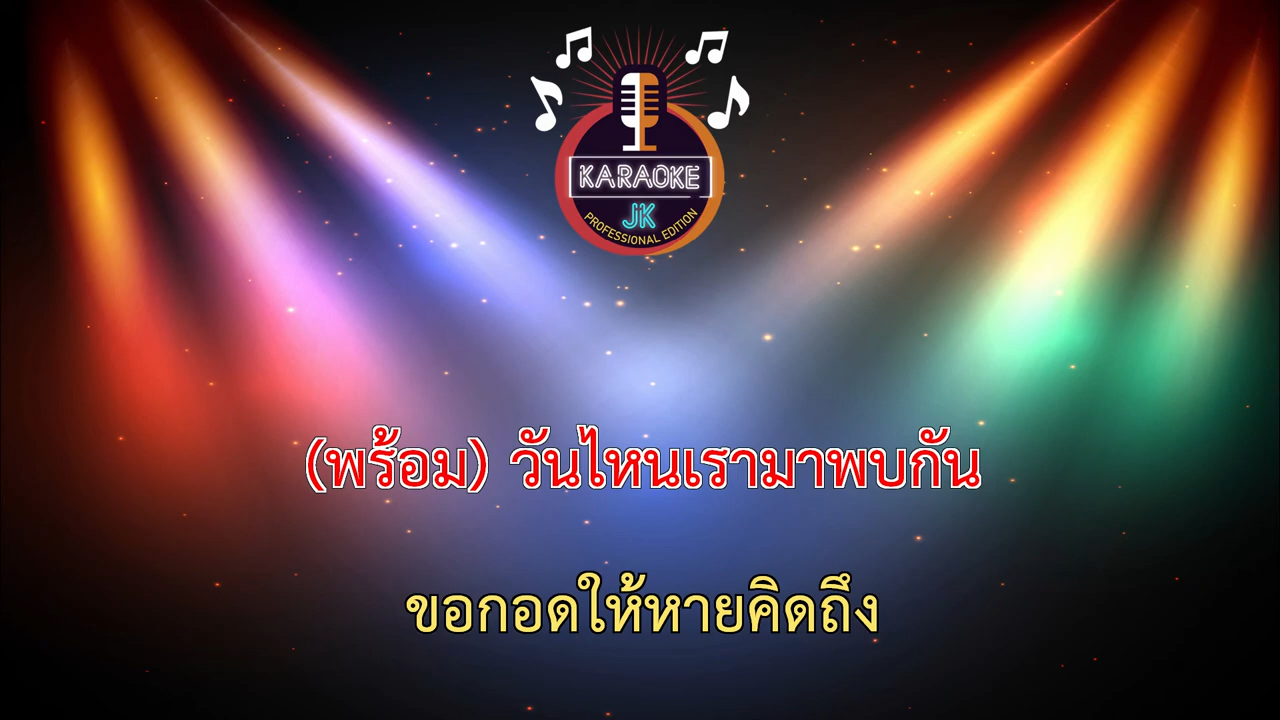 KARAOKE
JK
PROFESSIONAL EDITION
(พร้อม) วันไหนเรามาพบกัน
ขอกอดให้หายคิดถึง